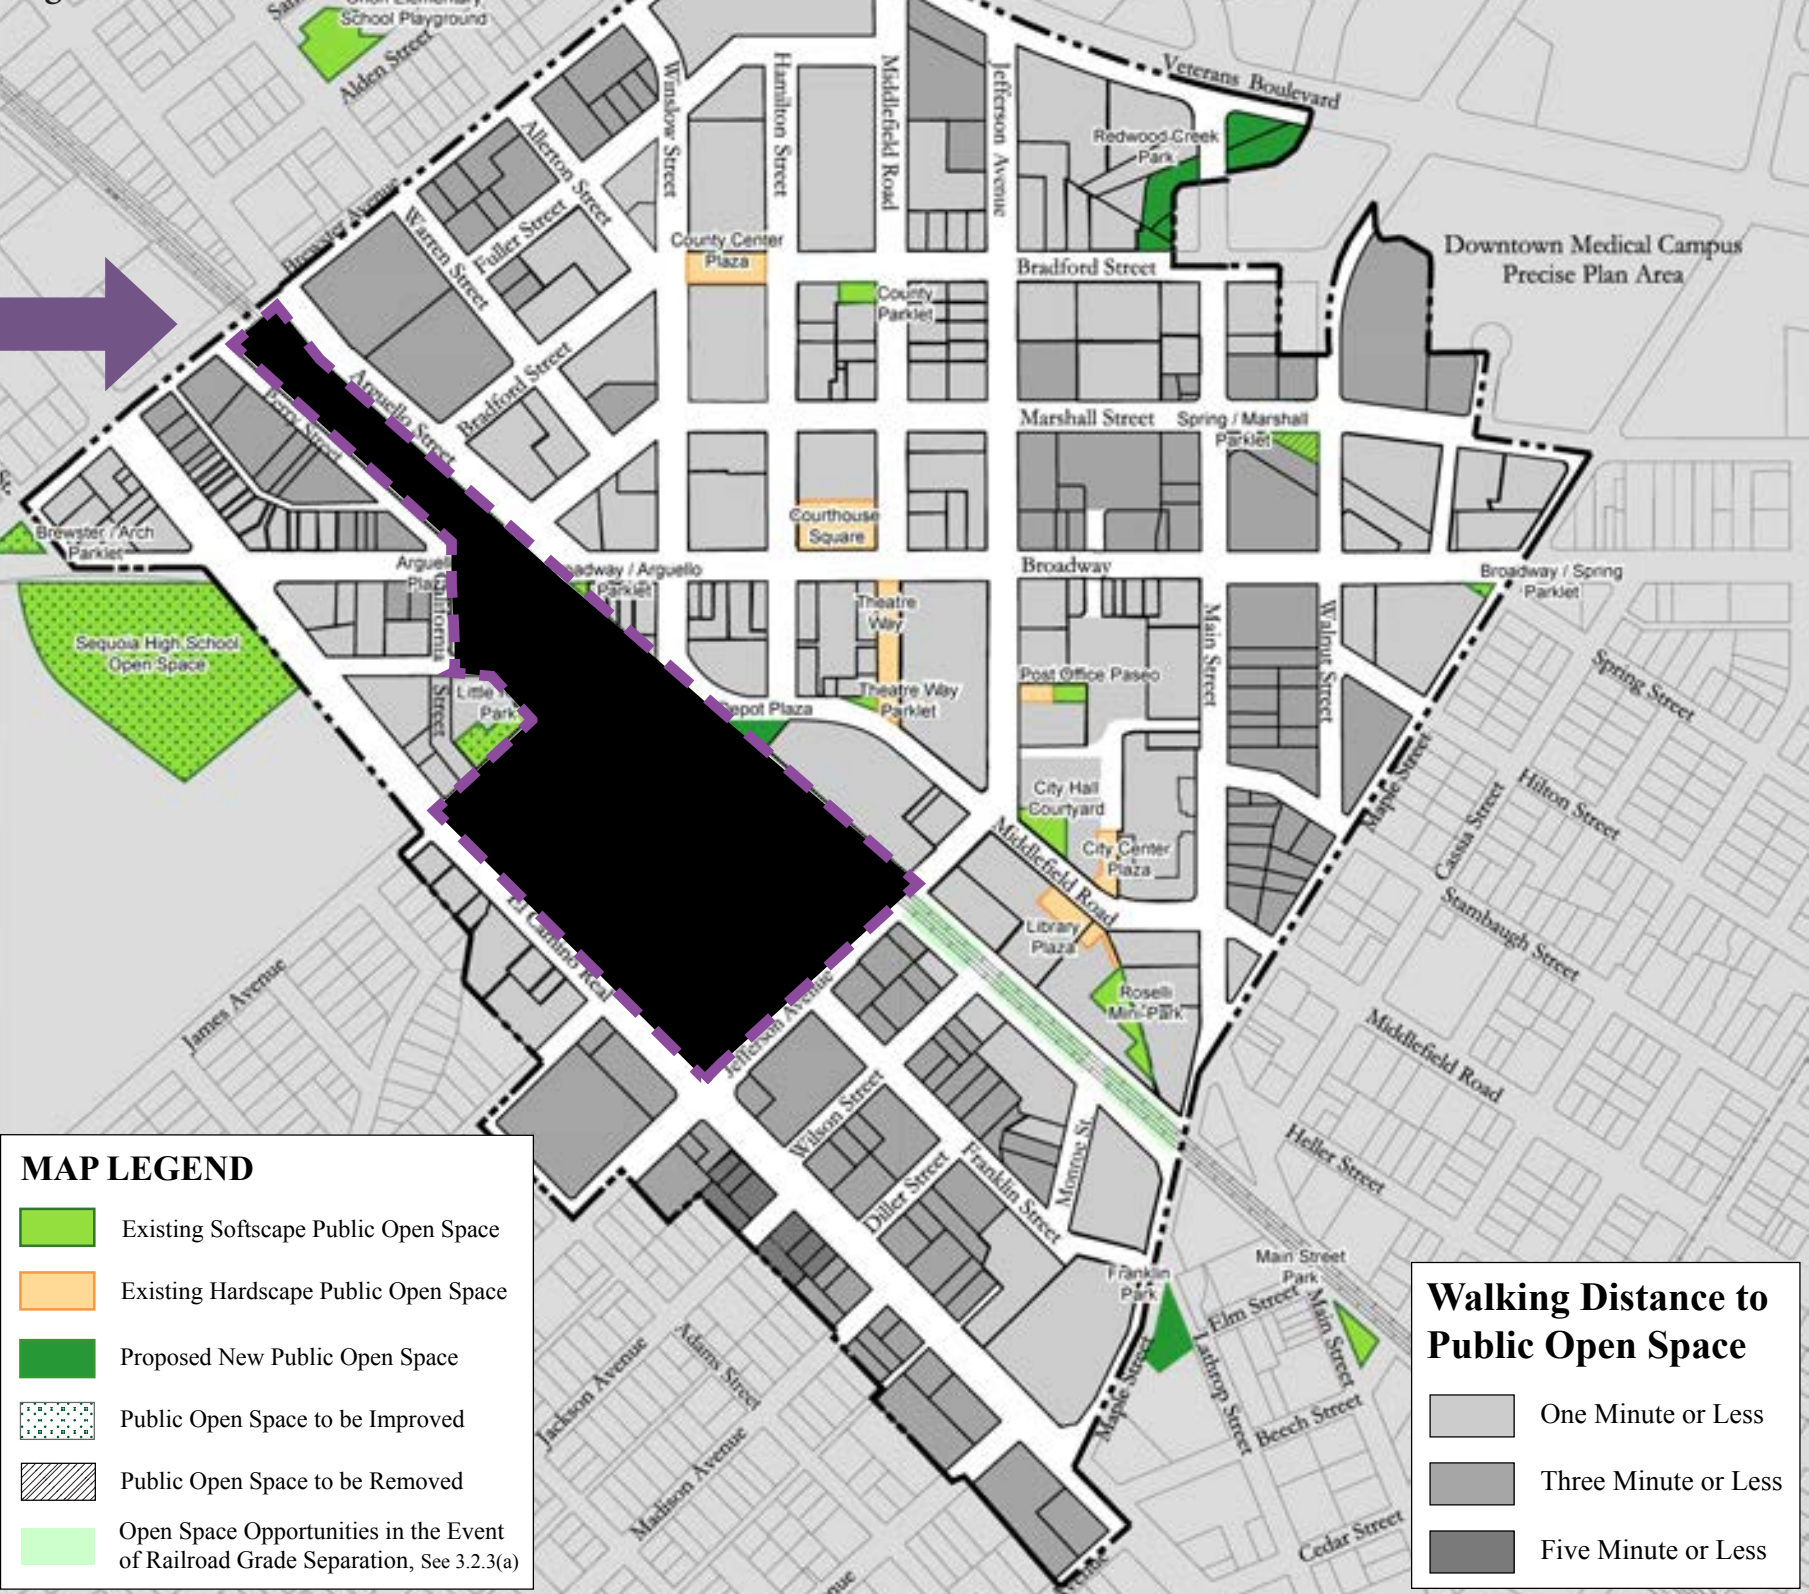 School Playground
Alden Street
Veterans Boulevard
Winslow Street
Hamilton Street
Middlefield Road
Jefferson Avenue
Allerton Street
Redwood Creek
Park
Brewster Avenue
Warren Street
Fuller Street
County Center
Plaza
Bradford Street
Downtown Medical Campus
Precise Plan Area
County
Parklet
Arguello Street
Bradford Street
Perry Street
Marshall Street
Spring / Marshall
Parklet
Brewster / Arch
Parklet
Courthouse
Square
Broadway
Broadway / Spring
Parklet
adway / Arguello
Parklet
Theatre
Way
Main Street
Walnut Street
Sequoia High School
Open Space
Street
Little
Park
Post Office Paseo
Theatre Way
Parklet
Depot Plaza
Spring Street
Maple Street
Hilton Street
Cassia Street
City Hall
Courtyard
City Center
Plaza
Middlefield Road
Library
Plaza
Stambaugh Street
El Camino Real
James Avenue
Jefferson Avenue
Roselli
Mini-Park
Middlefield Road
Wilson Street
Monroe St.
Heller Street
Diller Street
Franklin Street
Franklin
Park
Main Street
Park
Elm Street
Main Street
Lathrop Street
Beech Street
Maple Street
Cedar Street
Adams Street
Jackson Avenue
Madison Avenue
MAP LEGEND
Existing Softscape Public Open Space
Existing Hardscape Public Open Space
Proposed New Public Open Space
Public Open Space to be Improved
Public Open Space to be Removed
Open Space Opportunities in the Event
of Railroad Grade Separation, See 3.2.3(a)
Walking Distance to
Public Open Space
One Minute or Less
Three Minute or Less
Five Minute or Less